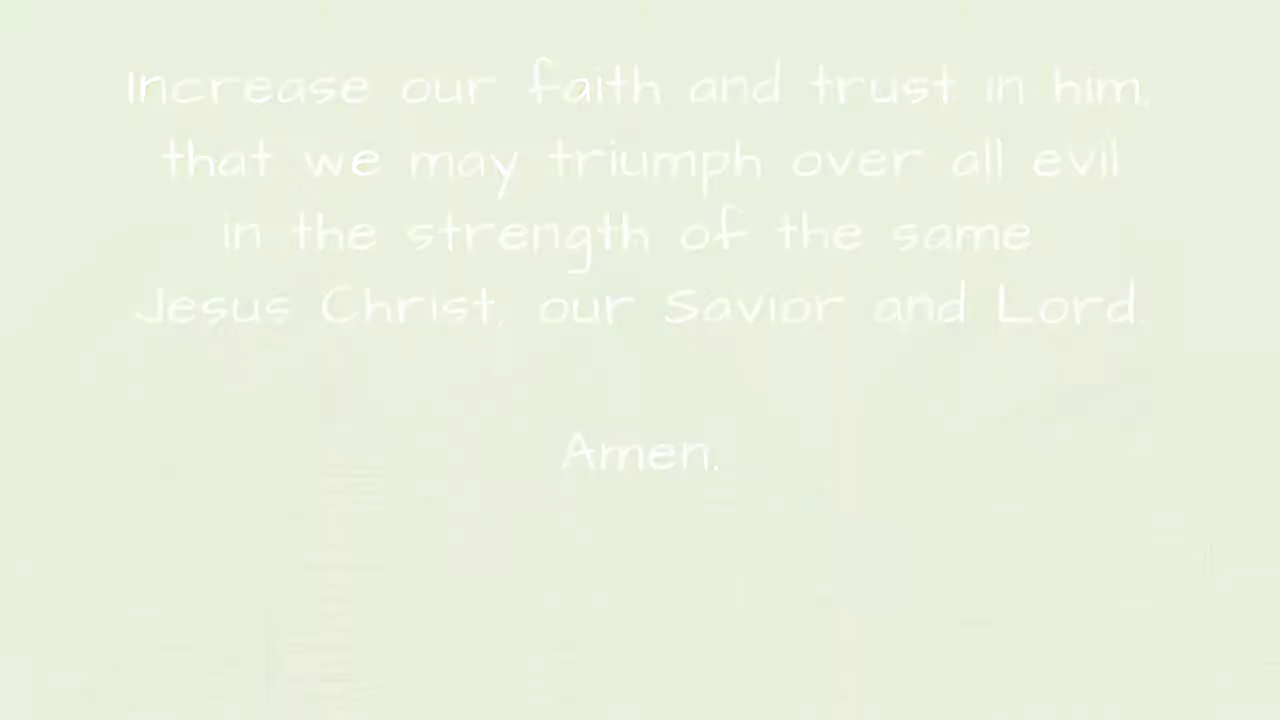 Increase our faith and trust in him,
that we may triumph over all evil
in the strength of the same
Jesus Christ, our Savior and Lord.
Amen.